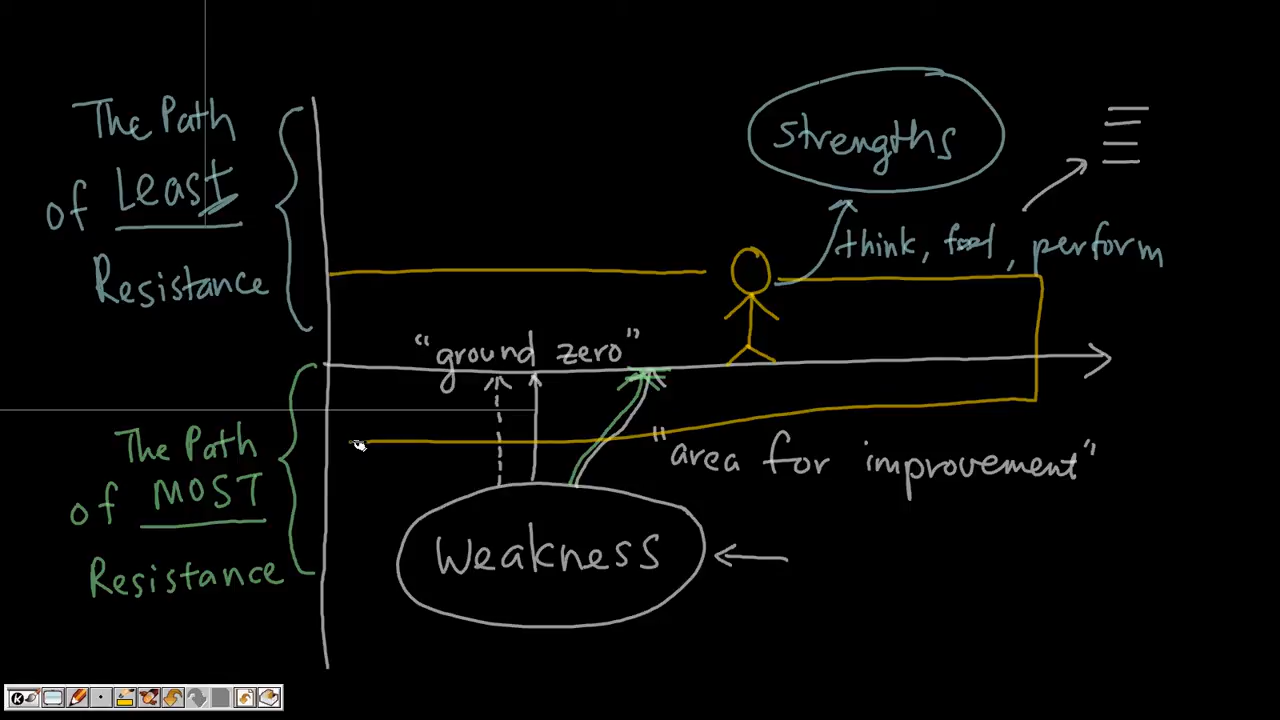 The Path
of Least
Resistance
strengths
think, feel, perform
"ground zero"
The Path
of MOST
Resistance
"area for improvement"
Weakness